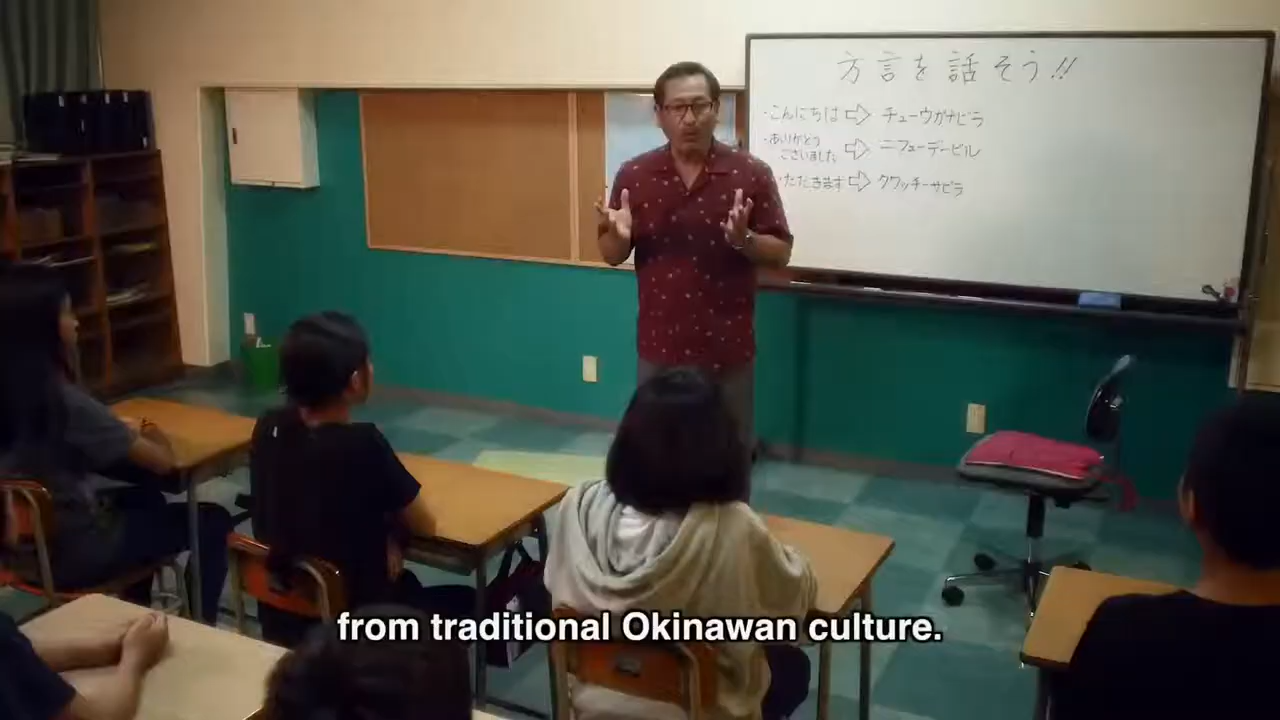 方言を話そう!!
・こんにちは⇨チューウガナビラ
・ありがとう
ございました⇨ニフェーデービル
いただきます⇨クワッチーサビラ
from traditional Okinawan culture.